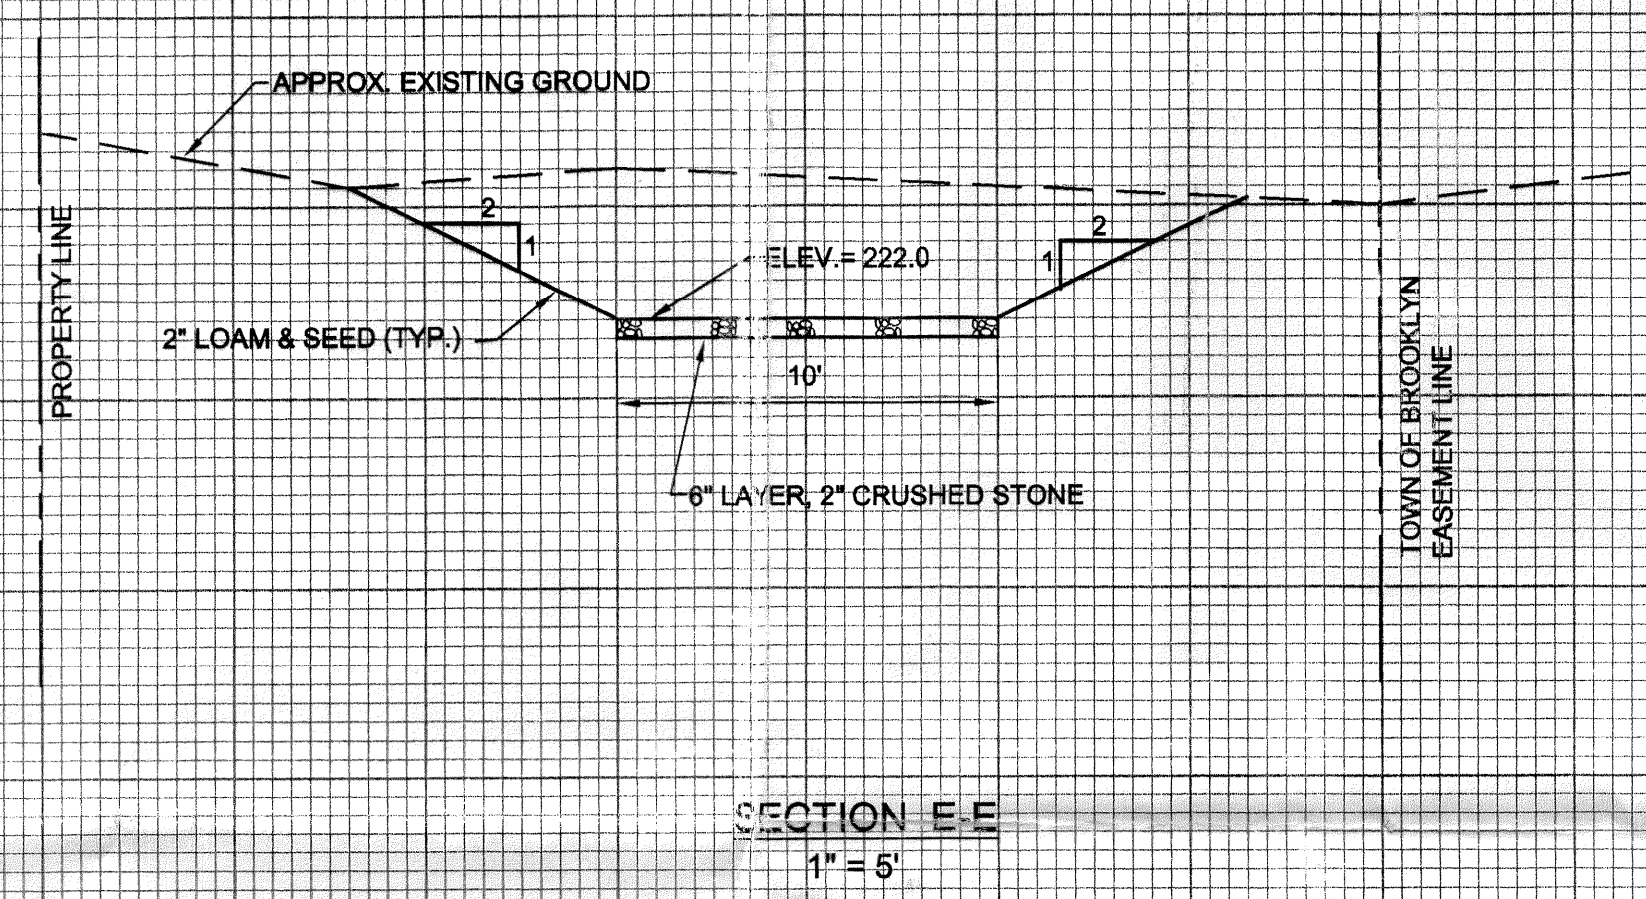 APPROX. EXISTING GROUND
2
1
ELEV.= 222.0
2
1
2" LOAM & SEED (TYP.)
PROPERTY LINE
10'
6" LAYER, 2" CRUSHED STONE
TOWN OF BROOKLYN
EASEMENT LINE
SECTION E-E
1" = 5'